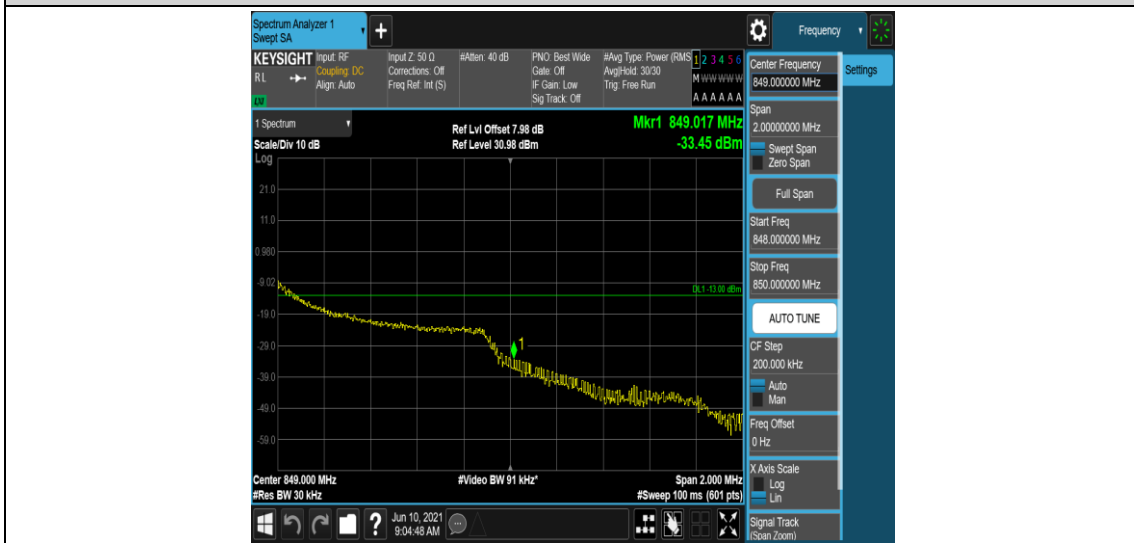 Spectrum Analyzer 1
Swept SA
+
Frequency
KEYSIGHT
RL
LXI
Input: RF
Coupling: DC
Align: Auto
Input Z: 50 Ω
Corrections: Off
Freq Ref: Int (S)
#Atten: 40 dB
PNO: Best Wide
Gate: Off
IF Gain: Low
Sig Track: Off
#Avg Type: Power (RMS
Avg|Hold: 30/30
Trig: Free Run
1 2 3 4 5 6
M W W W W W
A A A A A A
Center Frequency
849.000000 MHz
Settings
Span
2.00000000 MHz
Swept Span
Zero Span
Full Span
Start Freq
848.000000 MHz
Stop Freq
850.000000 MHz
AUTO TUNE
CF Step
200.000 kHz
Auto
Man
Freq Offset
0 Hz
X Axis Scale
Log
Lin
Signal Track
(Span Zoom)
1 Spectrum
Scale/Div 10 dB
Log
Ref Lvl Offset 7.98 dB
Ref Level 30.98 dBm
Mkr1 849.017 MHz
-33.45 dBm
21.0
11.0
0.980
-9.02
DL1 -13.00 dBm
-19.0
-29.0
1
-39.0
-49.0
-59.0
Center 849.000 MHz
#Video BW 91 kHz*
Span 2.000 MHz
#Res BW 30 kHz
#Sweep 100 ms (601 pts)
?
Jun 10, 2021
9:04:48 AM